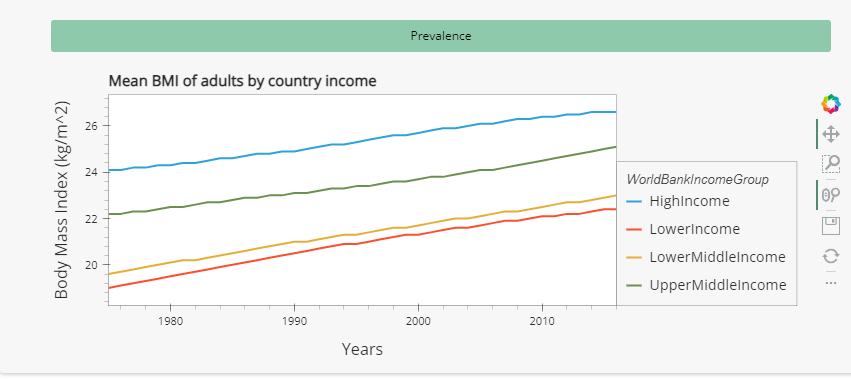 Prevalence
Mean BMI of adults by country income
Body Mass Index (kg/m^2)
26
24
22
20
1980
1990
2000
2010
Years
WorldBankIncomeGroup
HighIncome
LowerIncome
LowerMiddleIncome
UpperMiddleIncome